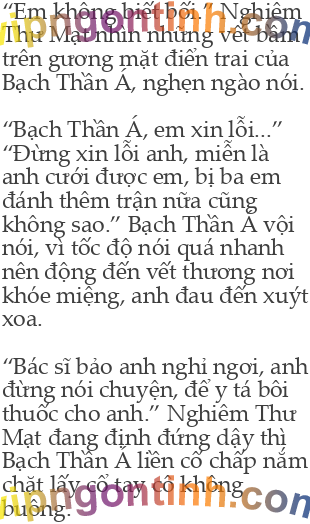 “Em không biết bối.” Nghiêm
Thư Mạt nhìn những vết bầm
trên gương mặt điển trai của
Bạch Thần Á, nghẹn ngào nói.
“Bạch Thần Á, em xin lỗi...”
“Đừng xin lỗi anh, miễn là
anh cưới được em, bị ba em
đánh thêm trận nữa cũng
không sao.” Bạch Thần Á vội
nói, vì tốc độ nói quá nhanh
nên động đến vết thương nơi
khóe miệng, anh đau đến xuýt
xoa.
“Bác sĩ bảo anh nghỉ ngơi, anh
đừng nói chuyện, để y tá bôi
thuốc cho anh.” Nghiêm Thư
Mạt đang định đứng dậy thì
Bạch Thần Á liền cố chấp nắm
chặt lấy cổ tay cô không
buông.
vipngontinh.com
vipngontinh.com